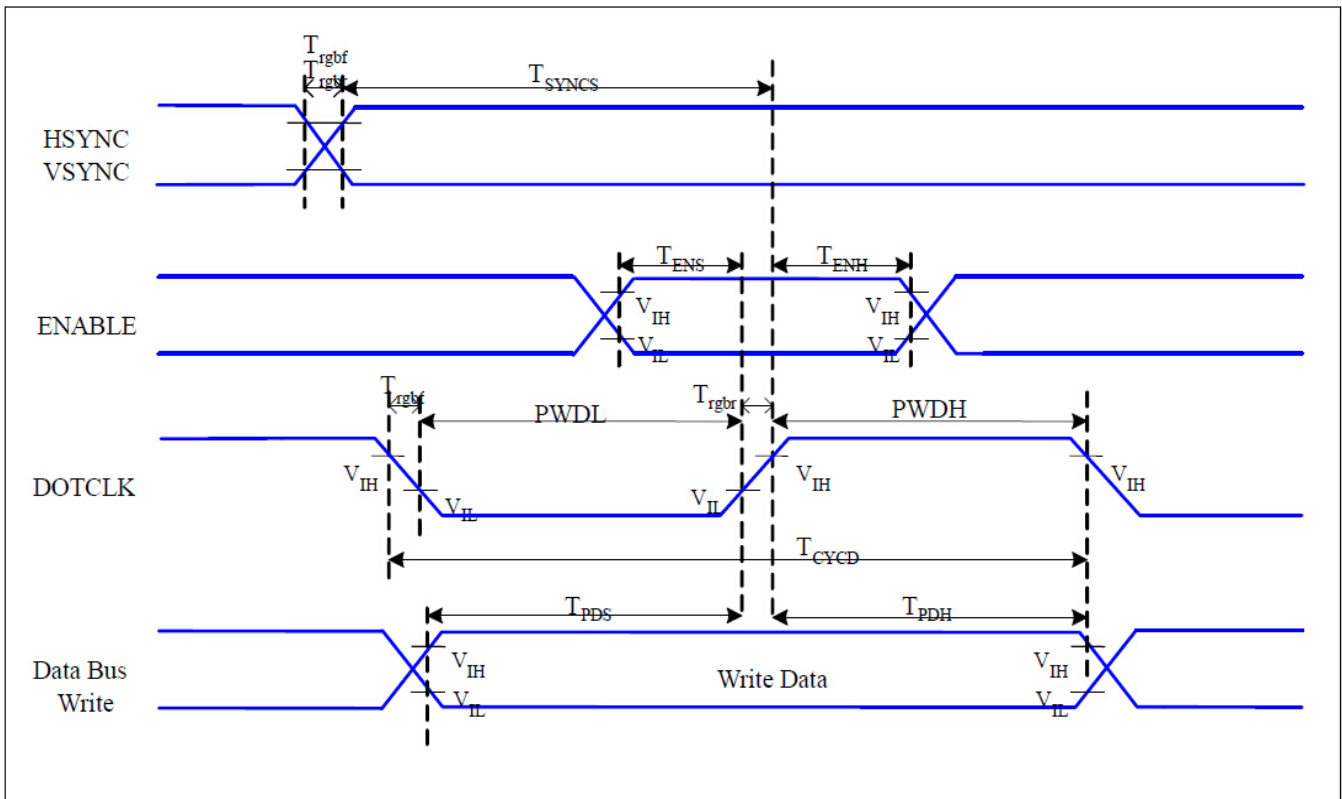 Trgbf
Trgbr
TSYNCS
HSYNC
VSYNC
TENS
TENH
VIH
VIH
ENABLE
VIL
VIL
Trgbf
PWDL
Trgbr
PWDH
VIH
VIH
VIH
DOTCLK
VIL
VIL
TCYCD
TPDS
TPDH
VIH
VIH
Data Bus
Write Data
Write
VIL
VIL